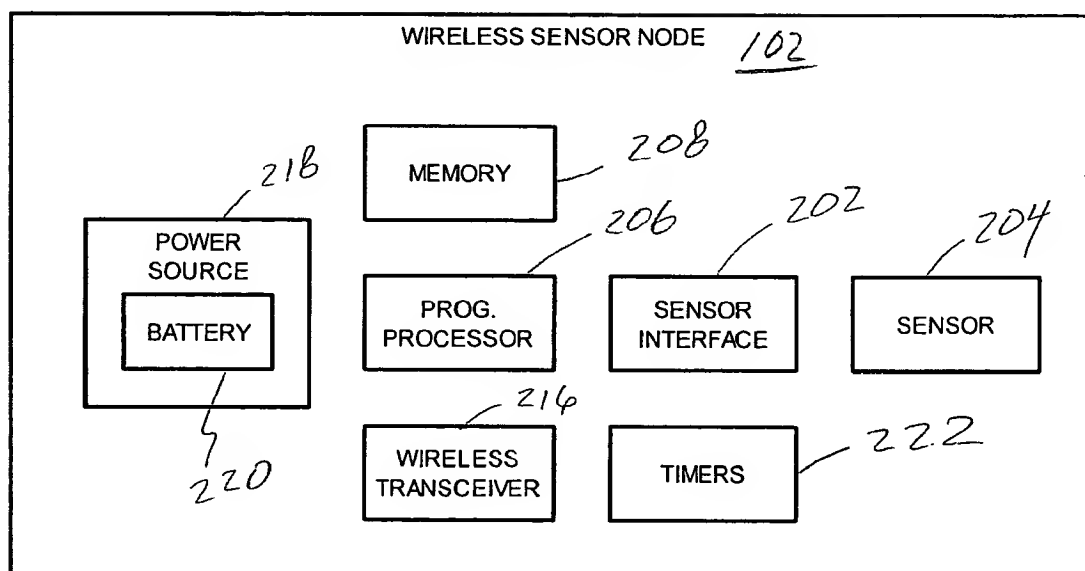 WIRELESS SENSOR NODE 102
MEMORY
208
218
POWER
SOURCE
BATTERY
220
206
PROG.
PROCESSOR
202
SENSOR
INTERFACE
204
SENSOR
216
WIRELESS
TRANSCEIVER
TIMERS
222